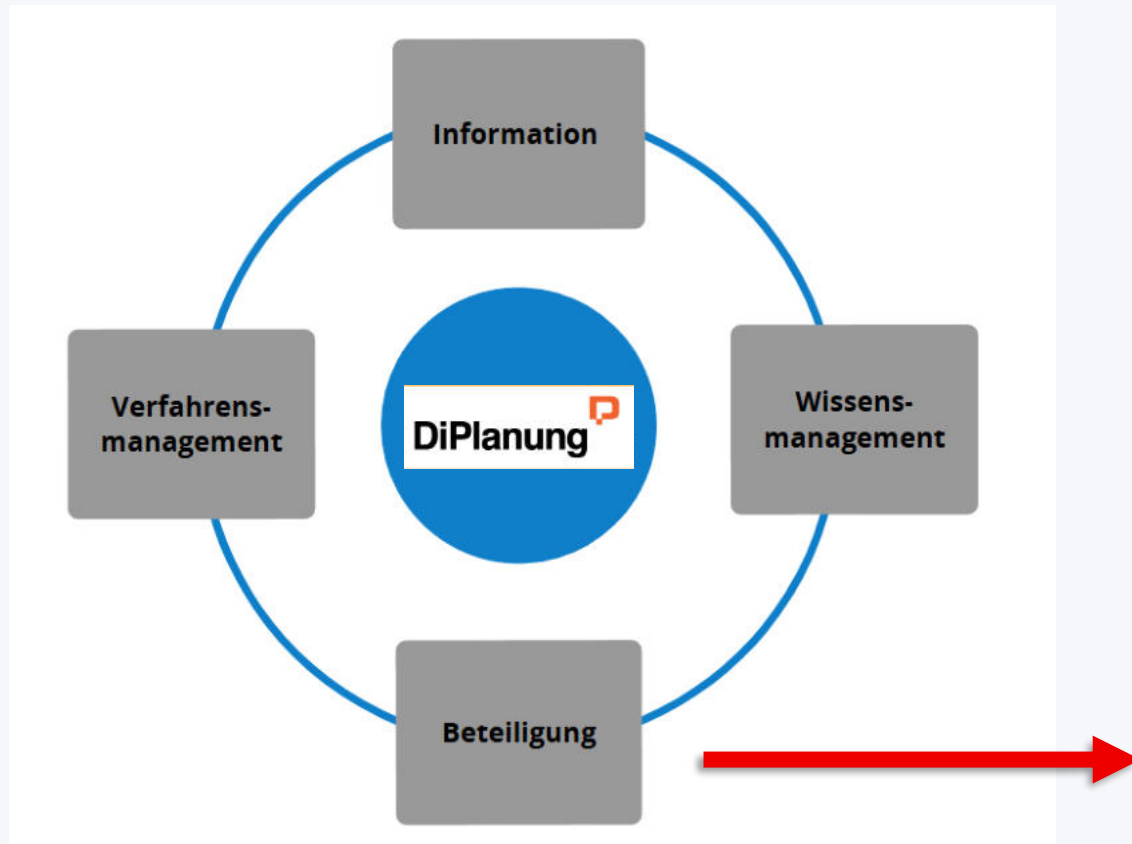 Information
Verfahrens-
management
DiPlanung
Wissens-
management
Beteiligung